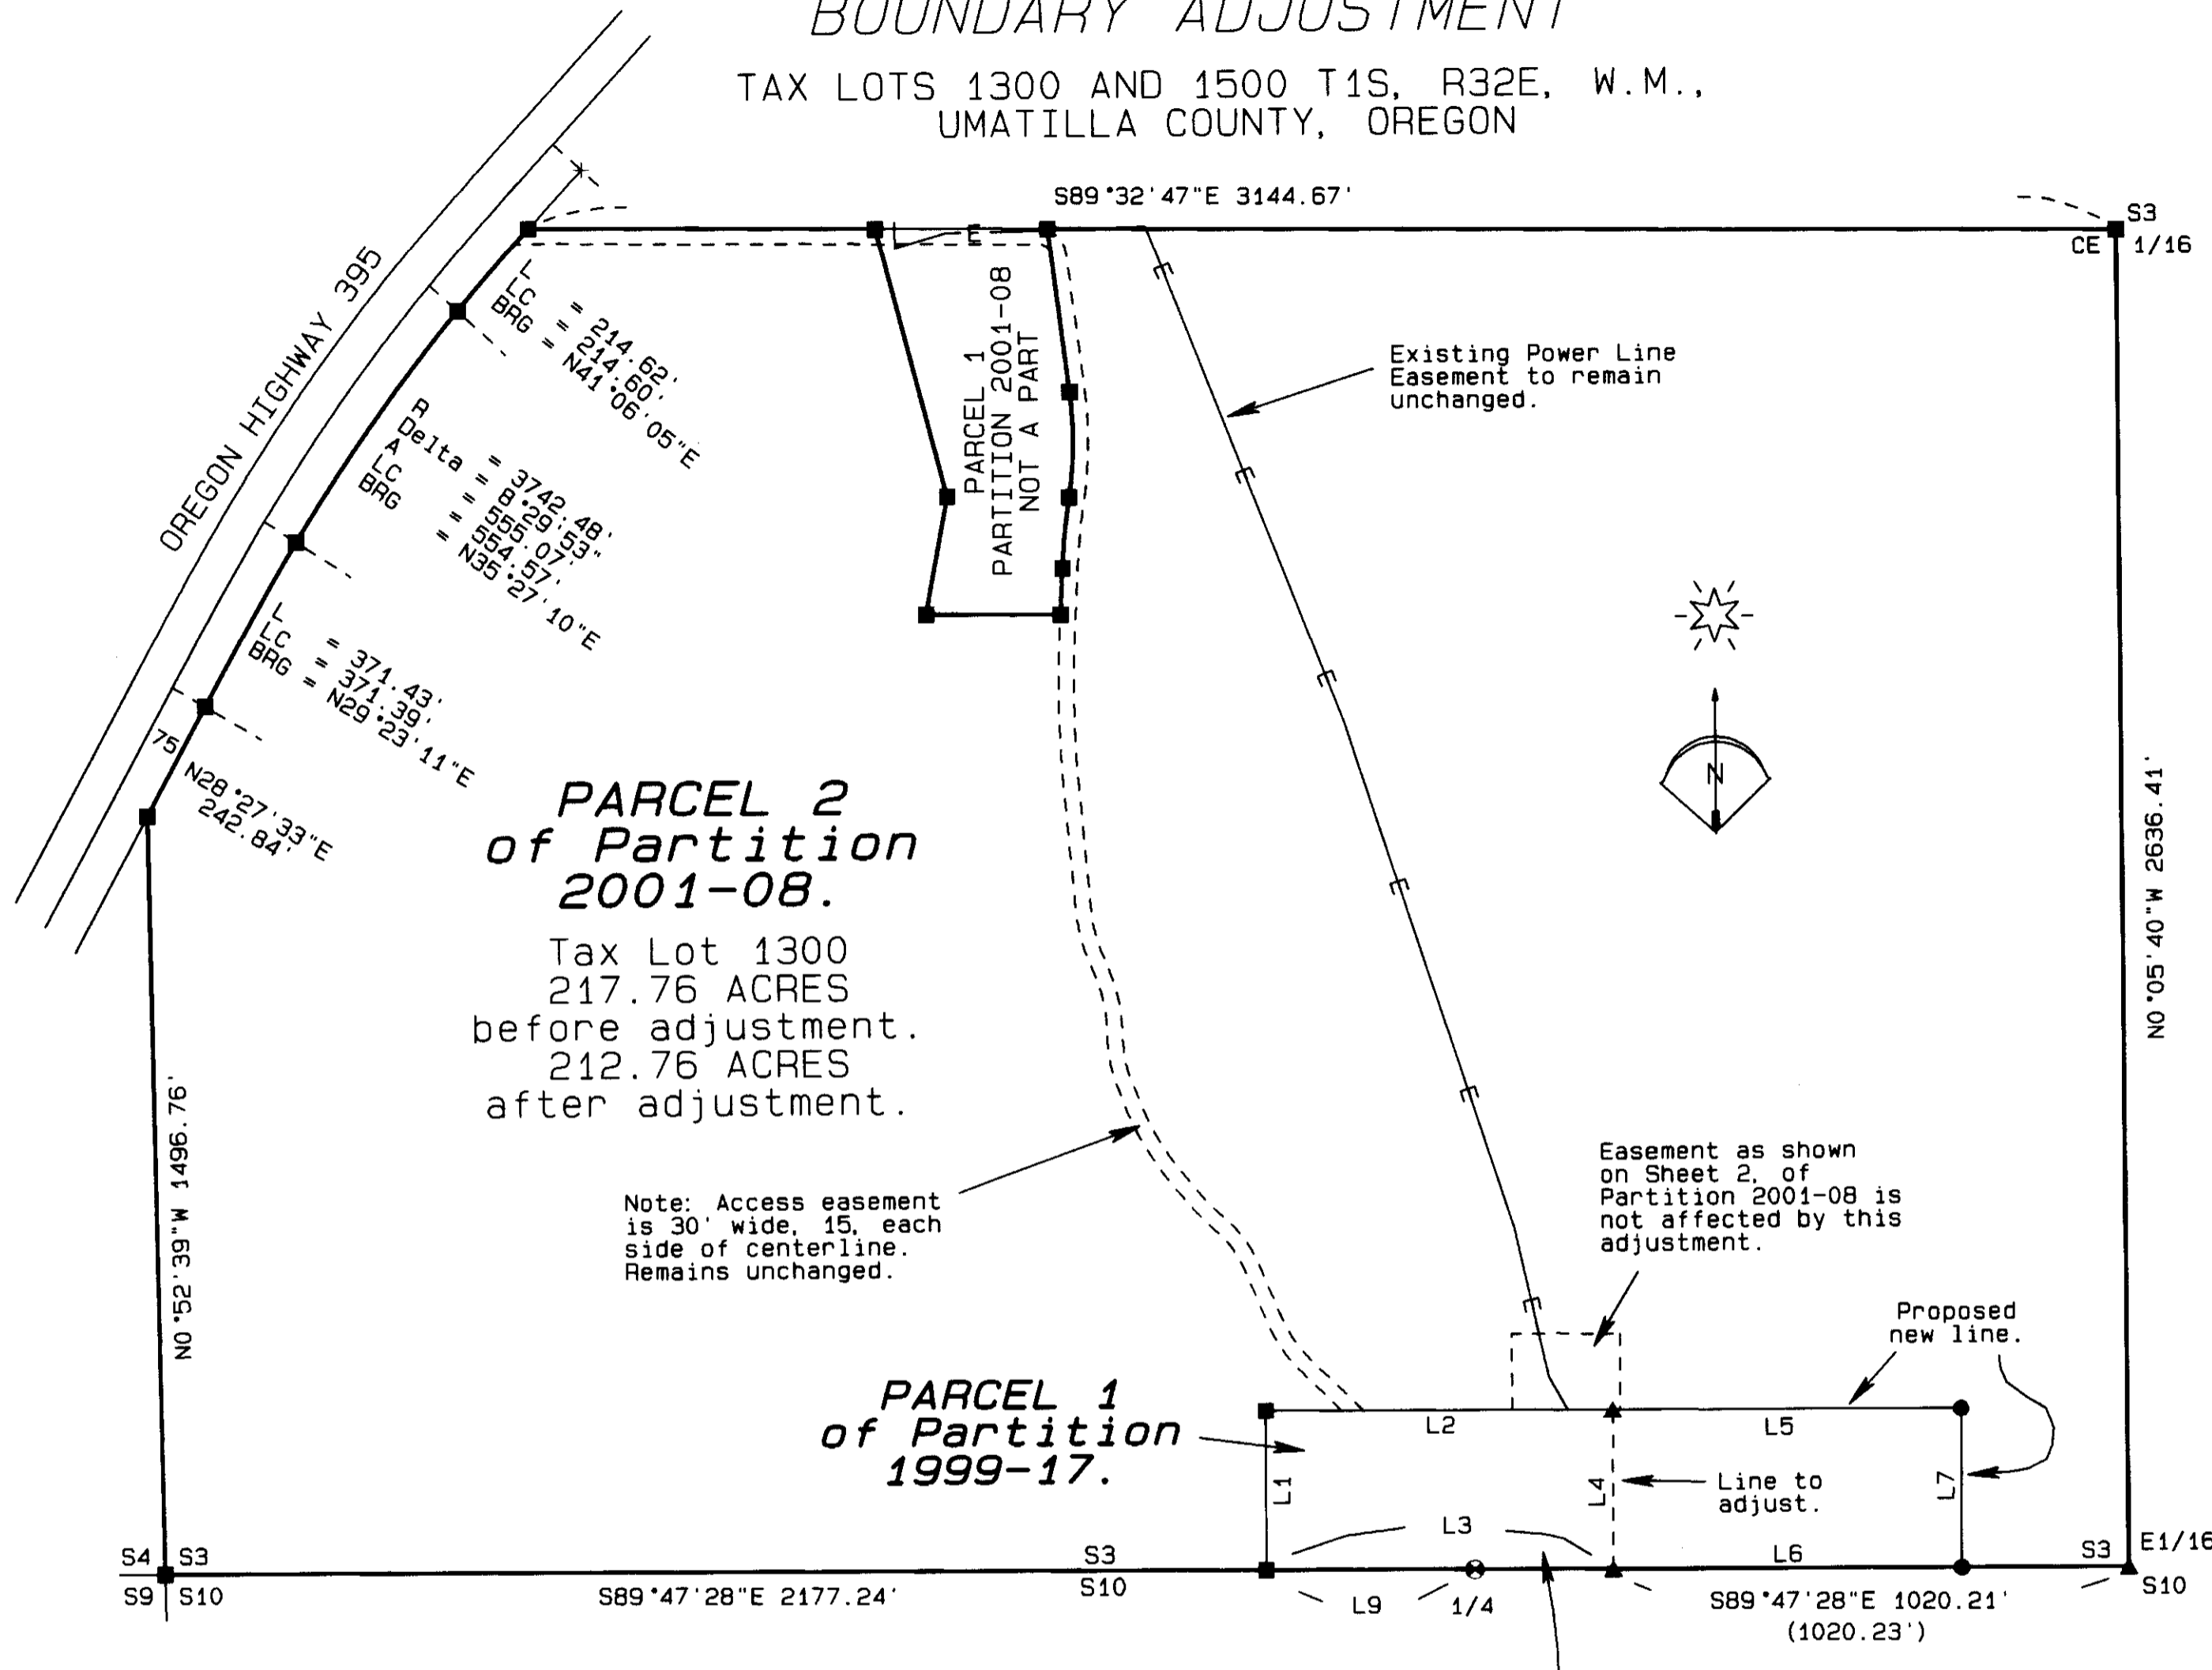 BOUNDARY ADJUSTMENT
TAX LOTS 1300 AND 1500 T1S, R32E, W.M.,
UMATILLA COUNTY, OREGON
S89°32'47"E 3144.67'
S3
CE 1/16
OREGON HIGHWAY 395
L = 214.62'
LC = 214.60'
BRG = N41°06'05"E
R = 3742.48'
Delta = 8°29'53"
A = 555.07'
LC = 554.57'
BRG = N35°27'10"E
L = 371.43'
LC = 371.39'
BRG = N29°23'11"E
75
N28°27'33"E
242.84'
E
PARCEL 1
PARTITION 2001-08
NOT A PART
E
Existing Power Line
Easement to remain
unchanged.
E
E
N
N0°05'40"W 2636.41'
PARCEL 2
of Partition
2001-08.
Tax Lot 1300
217.76 ACRES
before adjustment.
212.76 ACRES
after adjustment.
E
E
N0°52'39"W 1496.76'
Note: Access easement
is 30' wide, 15, each
side of centerline.
Remains unchanged.
Easement as shown
on Sheet 2, of
Partition 2001-08 is
not affected by this
adjustment.
E
Proposed
new line.
PARCEL 1
of Partition
1999-17.
L2
L5
L1
L4
Line to
adjust.
L7
L3
L6
S4 S3
S9 S10
S3
S10
S89°47'28"E 2177.24'
L9
1/4
S89°47'28"E 1020.21'
(1020.23')
S3 E1/16
S10